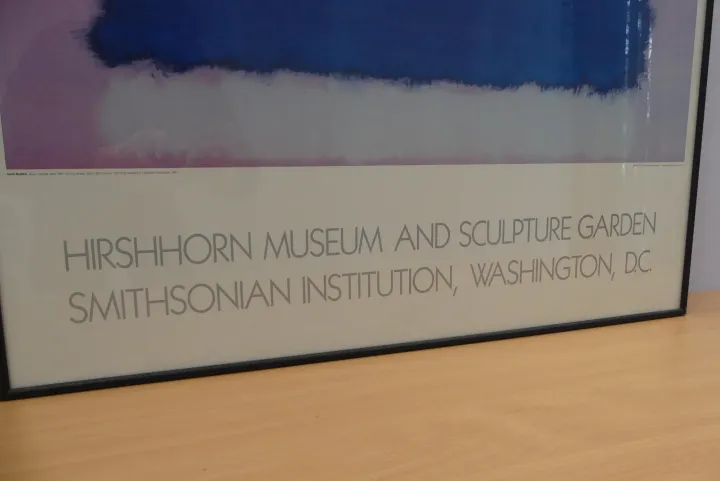 HIRSHHORN MUSEUM AND SCULPTURE GARDEN
SMITHSONIAN INSTITUTION, WASHINGTON, D.C.